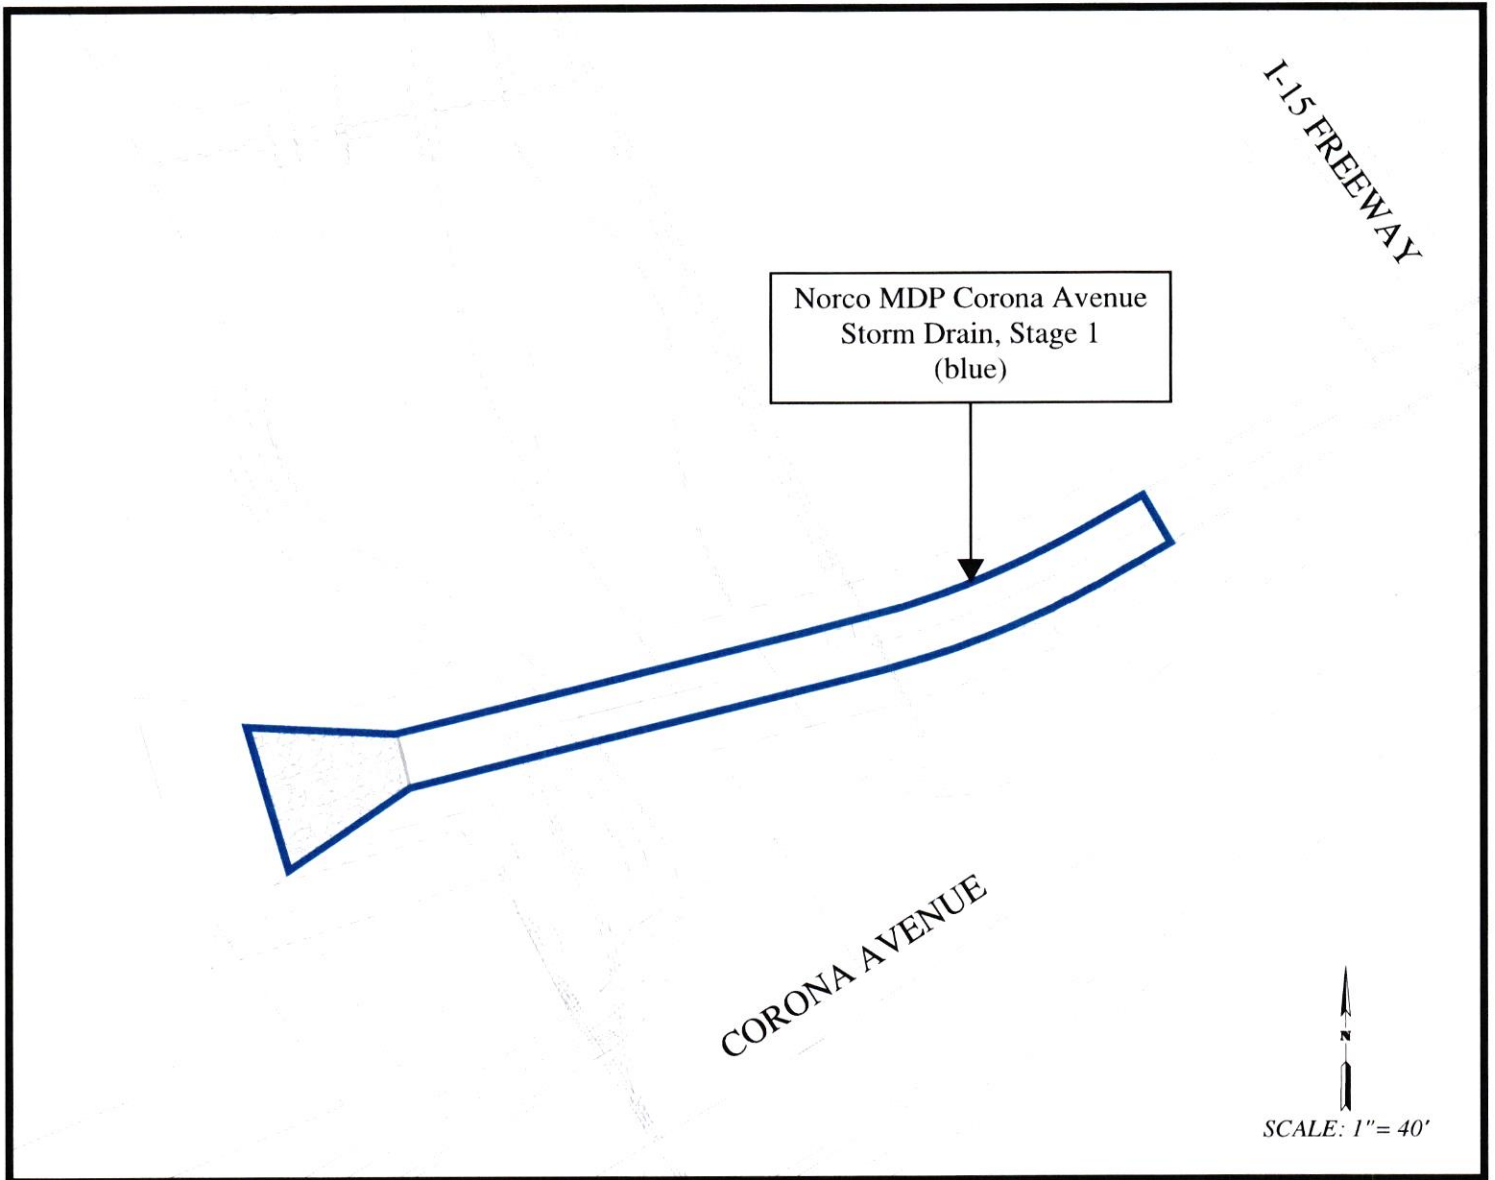 I-15 FREEWAY
Norco MDP Corona Avenue
Storm Drain, Stage 1
(blue)
CORONA AVENUE
N
SCALE: 1"= 40'